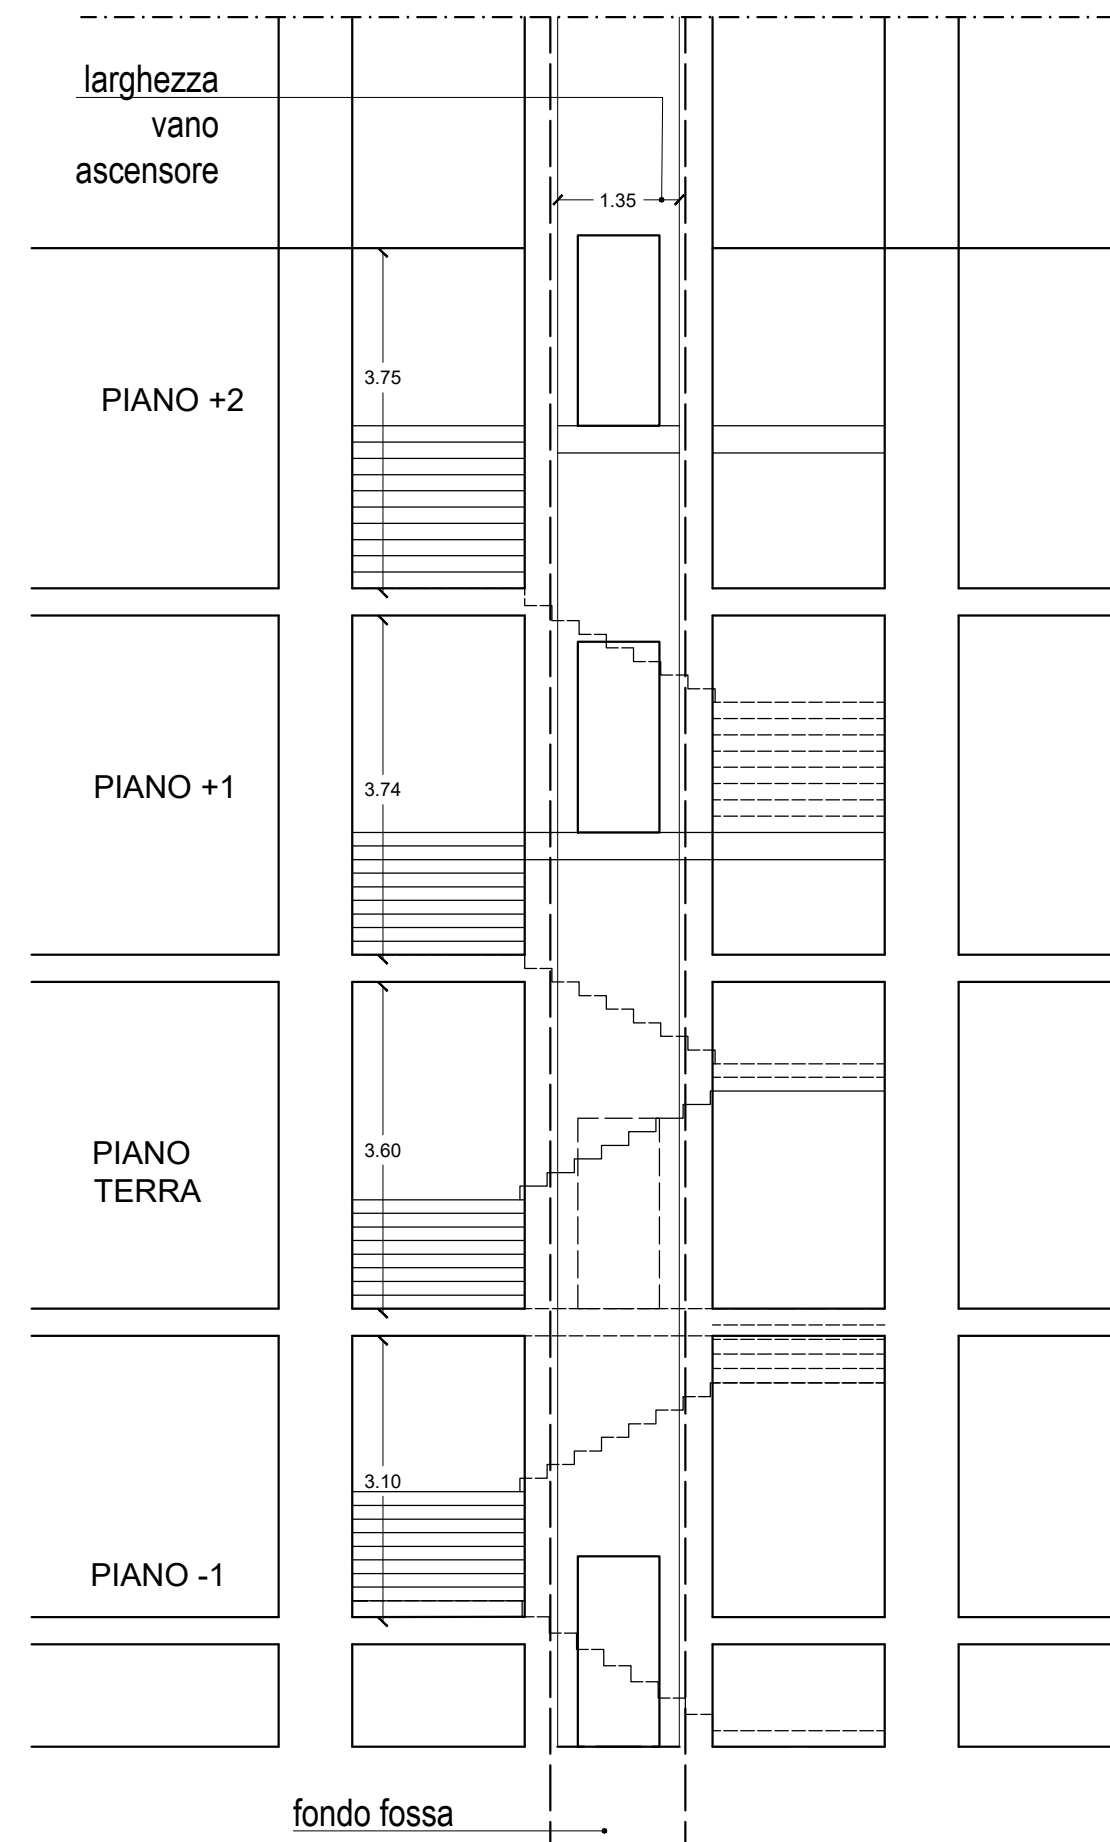 larghezza
vano
ascensore
1.35
3.75
PIANO +2
PIANO +1
3.74
PIANO
TERRA
3.60
3.10
PIANO -1
fondo fossa